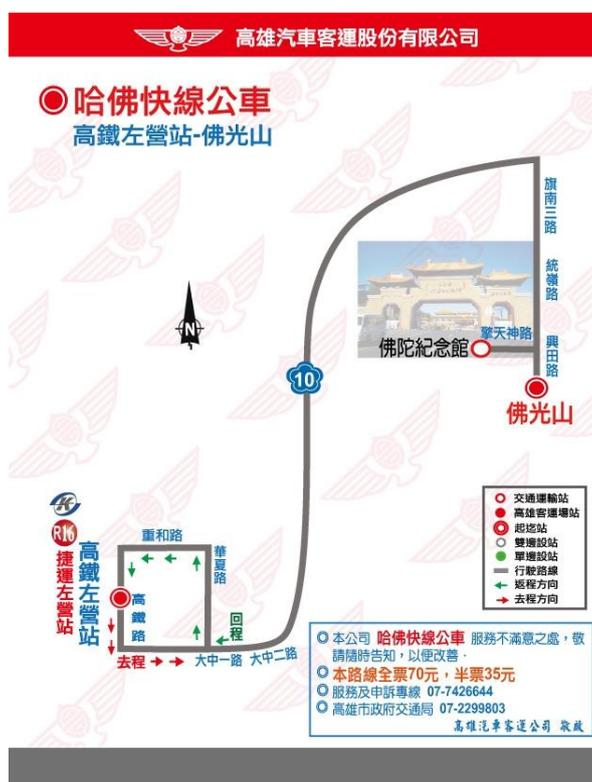 高雄汽車客運股份有限公司
哈佛快線公車
高鐵左營站-佛光山
旗南三路
統嶺路
擎天神路
興田路
佛陀紀念館
佛光山
N
10
R16
捷運左營站
高鐵左營站
重和路
華夏路
高鐵路
回程
去程
大中一路 大中二路
交通運輸站
高雄客運場站
起迄站
雙邊設站
單邊設站
行駛路線
返程方向
去程方向
本公司 哈佛快線公車 服務不滿意之處,敬
請隨時告知,以便改善.
本路線全票70元,半票35元
服務及申訴專線 07-7426644
高雄市政府交通局 07-2299803
高雄汽車客運公司 敬啟